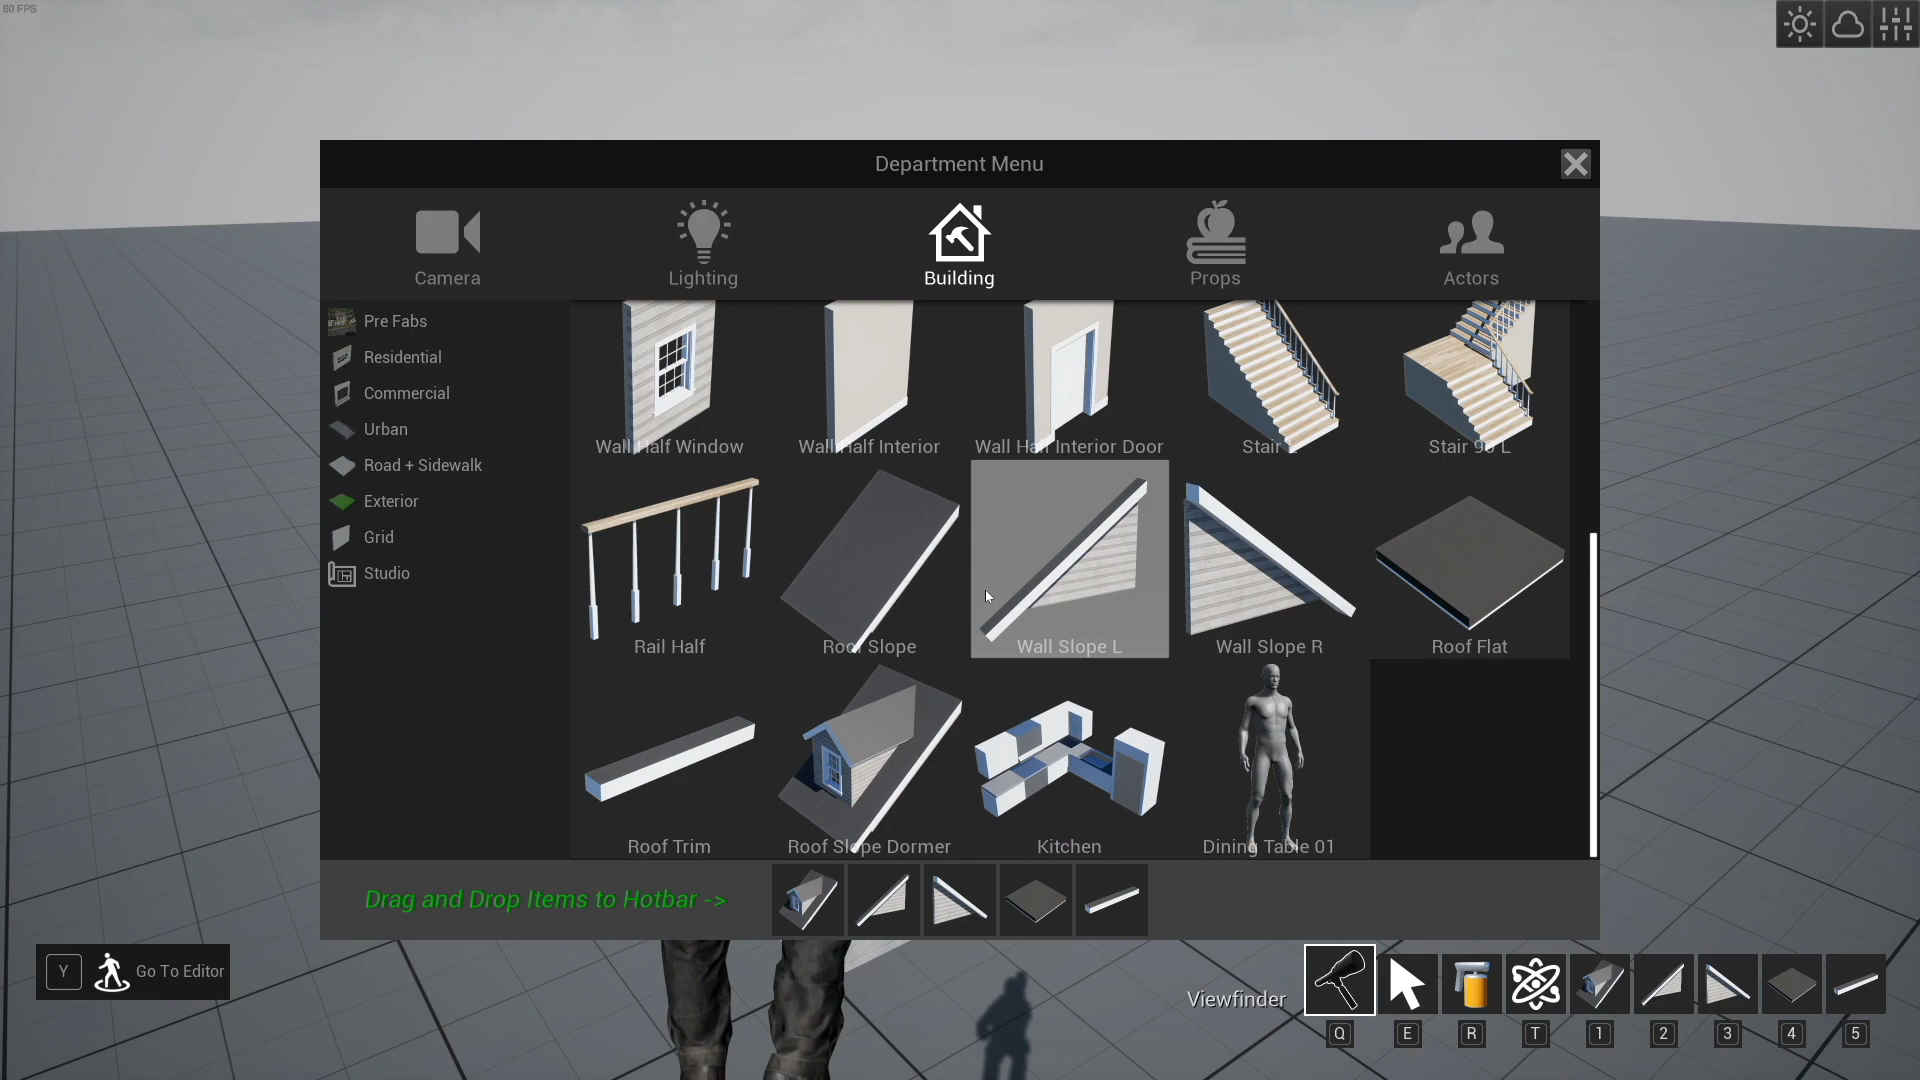 60 FPS
Department Menu
Camera
Lighting
Building
Props
Actors
Pre Fabs
Residential
Commercial
Urban
Road + Sidewalk
Exterior
Grid
Studio
Wall Half Window
Wall Half Interior
Wall Half Interior Door
Stair L
Stair 90 L
Rail Half
Roof Slope
Wall Slope L
Wall Slope R
Roof Flat
Roof Trim
Roof Slope Dormer
Kitchen
Dining Table 01
Drag and Drop Items to Hotbar ->
Y Go To Editor
Viewfinder
Q E R T 1 2 3 4 5